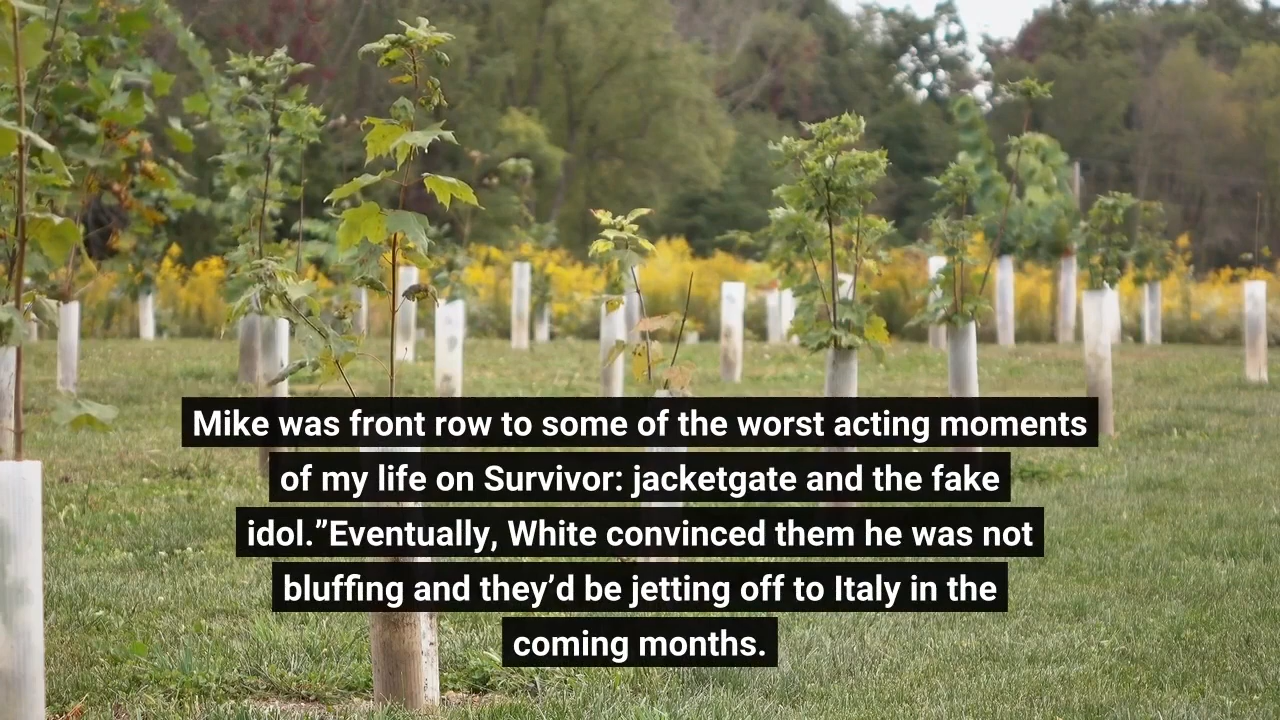 Mike was front row to some of the worst acting moments
of my life on Survivor: jacketgate and the fake
idol.”Eventually, White convinced them he was not
bluffing and they’d be jetting off to Italy in the
coming months.